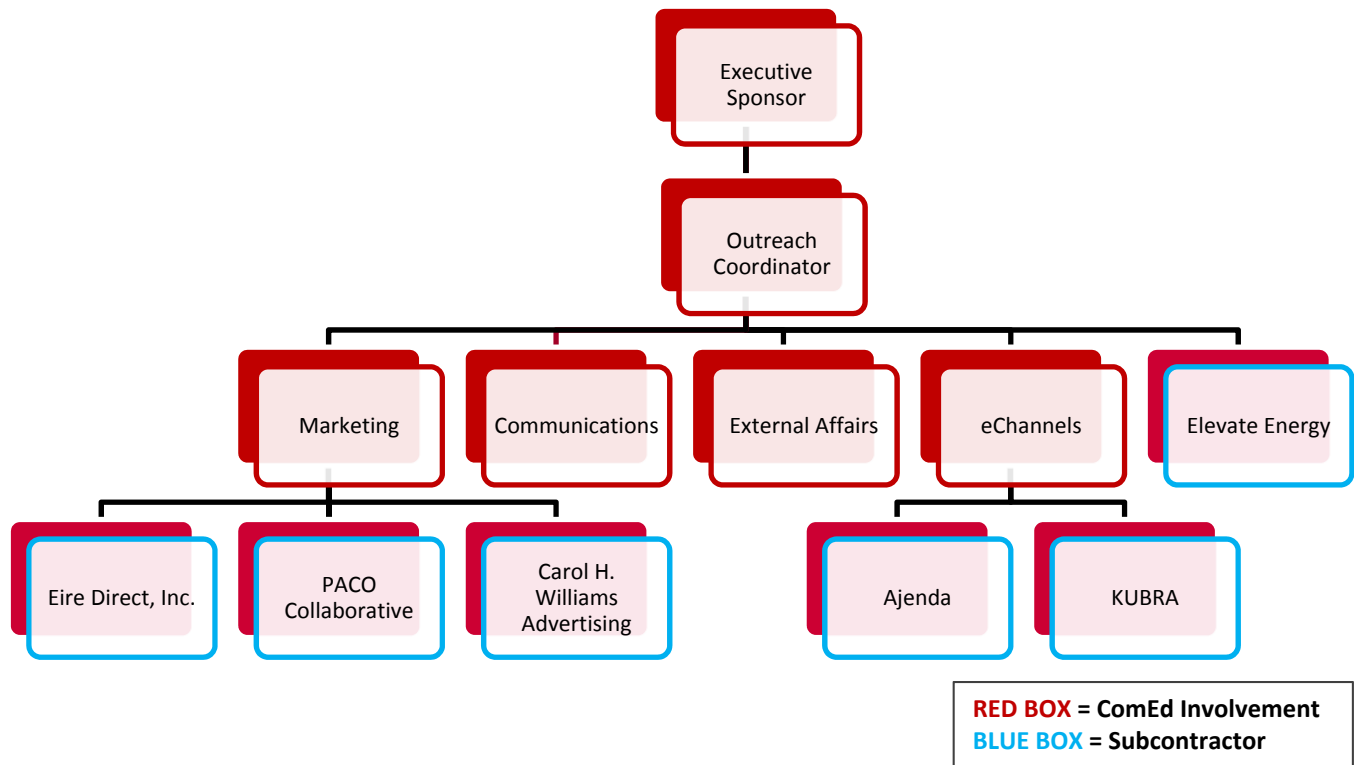 Executive
Sponsor
Outreach
Coordinator
Marketing
Communications
External Affairs
eChannels
Elevate Energy
Eire Direct, Inc.
PACO
Collaborative
Carol H.
Williams
Advertising
Ajenda
KUBRA
RED BOX = ComEd Involvement
BLUE BOX = Subcontractor